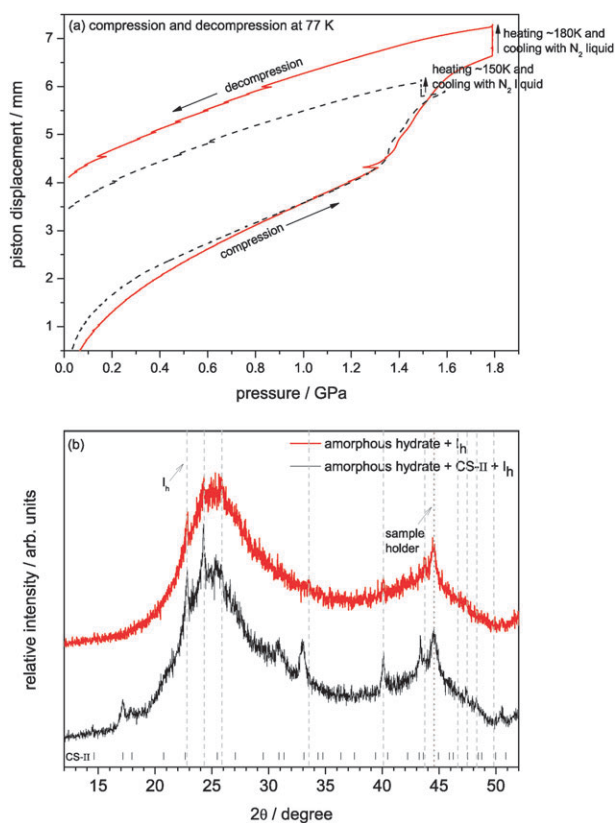 (a) compression and decompression at 77 K
heating ~180K and
cooling with N2 liquid
heating ~150K and
cooling with N2 liquid
decompression
compression
piston displacement / mm
7
6
5
4
3
2
1
0.0 0.2 0.4 0.6 0.8 1.0 1.2 1.4 1.6 1.8
pressure / GPa
(b)
amorphous hydrate + Ih
amorphous hydrate + CS-II + Ih
Ih
sample
holder
relative intensity / arb. units
CS-II
15 20 25 30 35 40 45 50
2θ / degree